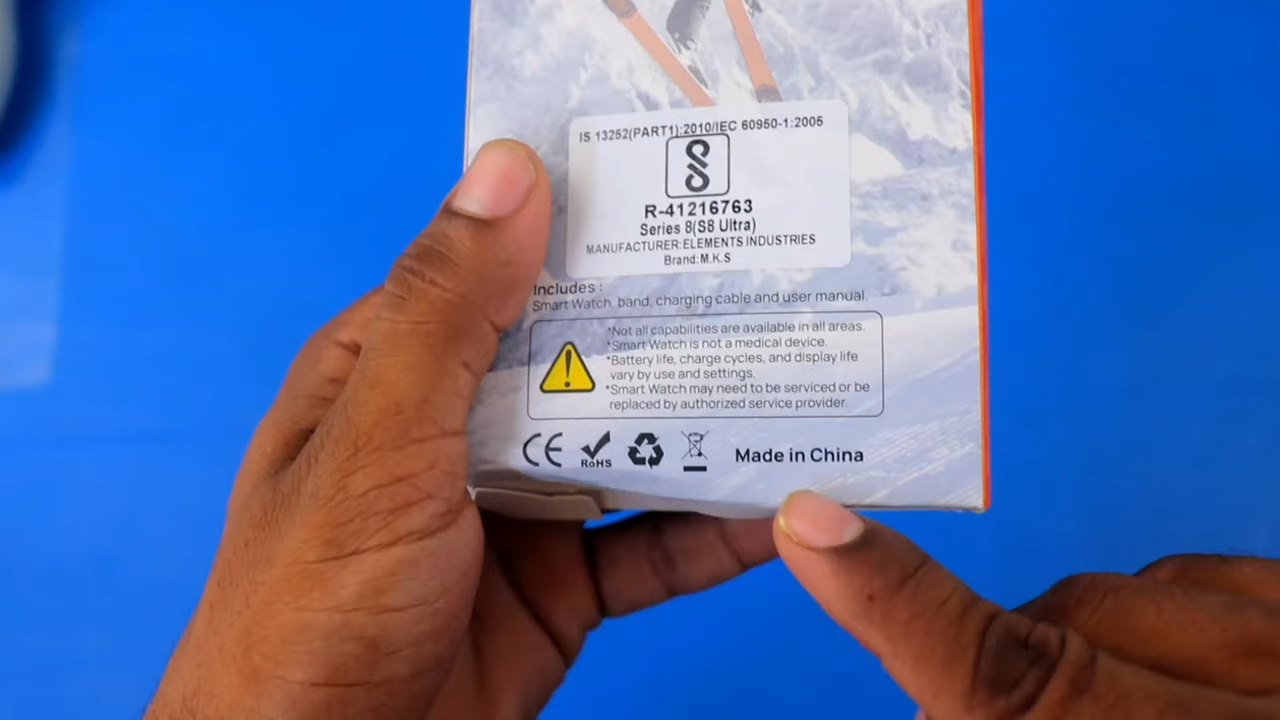 IS 13252(PART1):2010/IEC 60950-1:2005
R-41216763
Series 8(S8 Ultra)
MANUFACTURER:ELEMENTS INDUSTRIES
Brand:M.K.S
Includes :
Smart Watch, band, charging cable and user manual.
*Not all capabilities are available in all areas.
*Smart Watch is not a medical device.
*Battery life, charge cycles, and display life
vary by use and settings.
*Smart Watch may need to be serviced or be
replaced by authorized service provider.
CE RoHS Made in China